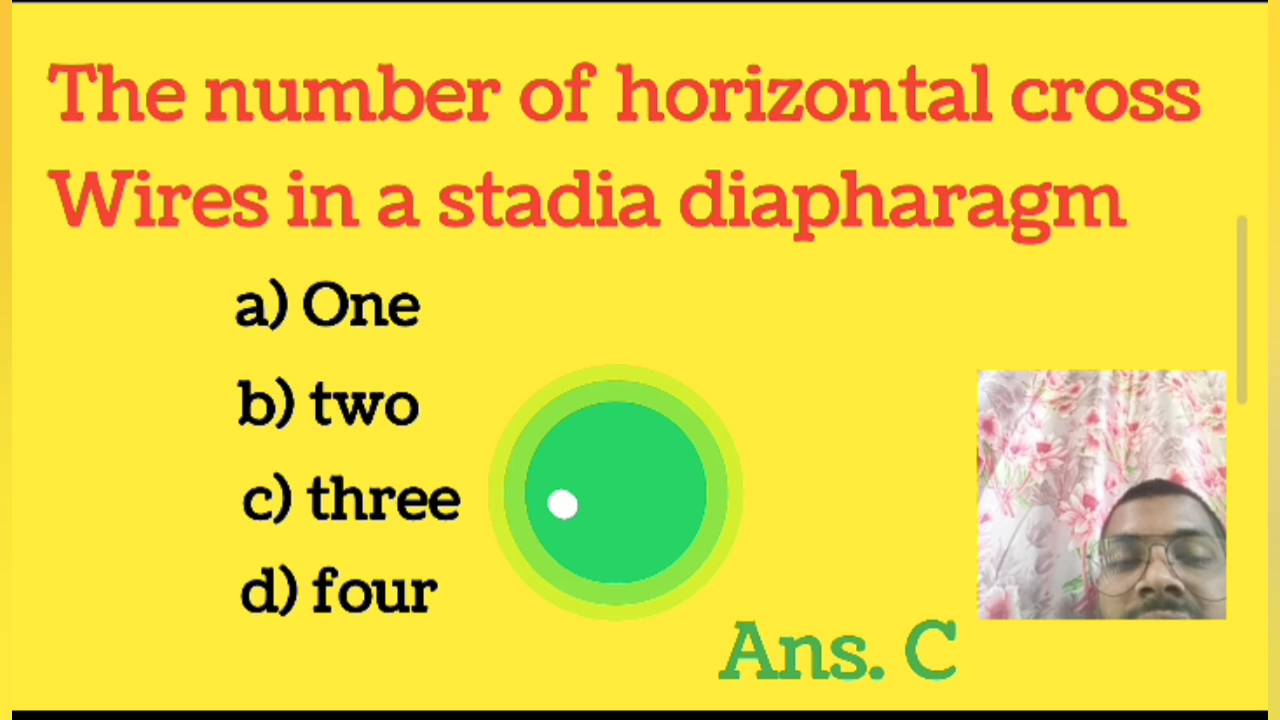 The number of horizontal cross
Wires in a stadia diapharagm
a) One
b) two
c) three
d) four
Ans. C